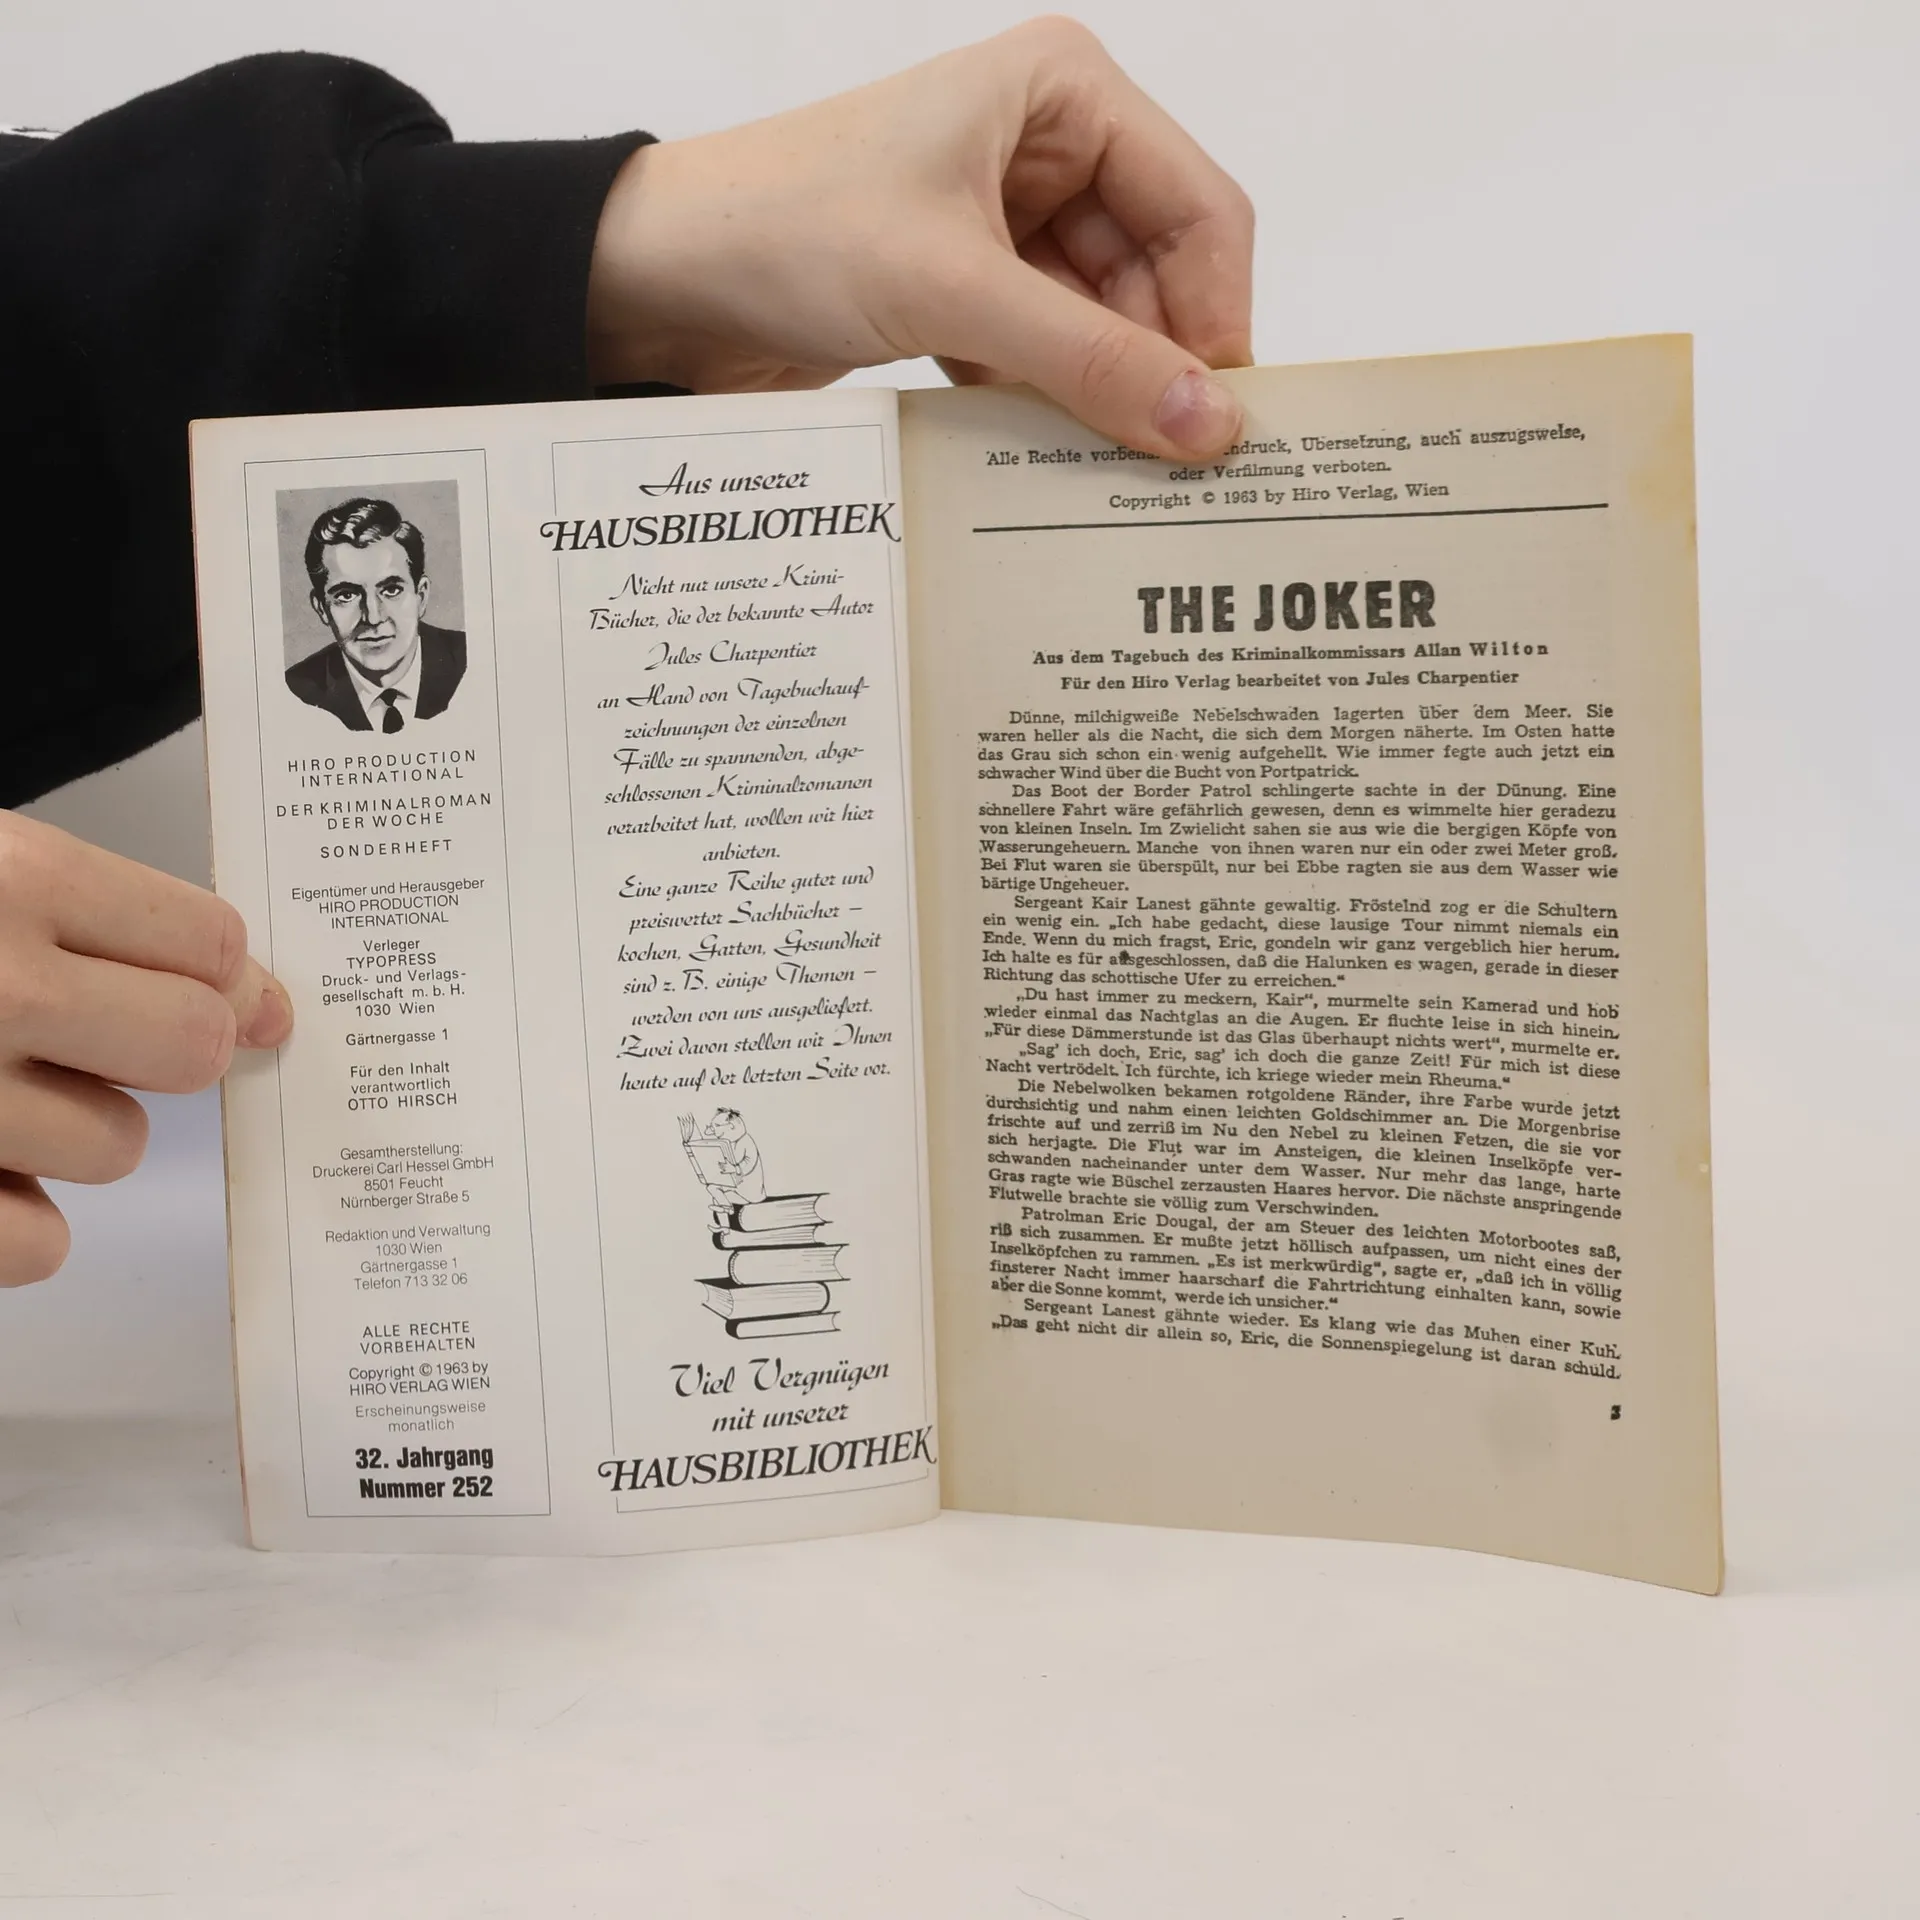 HIRO PRODUCTION
INTERNATIONAL
DER KRIMINALROMAN
DER WOCHE
SONDERHEFT
Eigentümer und Herausgeber
HIRO PRODUCTION
INTERNATIONAL
Verleger
TYPOPRESS
Druck- und Verlags-
gesellschaft m. b. H.
1030 Wien
Gärtnergasse 1
Für den Inhalt
verantwortlich
OTTO HIRSCH
Gesamtherstellung:
Druckerei Carl Hessel GmbH
8501 Feucht
Nürnberger Straße 5
Redaktion und Verwaltung
1030 Wien
Gärtnergasse 1
Telefon 713 32 06
ALLE RECHTE
VORBEHALTEN
Copyright © 1963 by
HIRO VERLAG WIEN
Erscheinungsweise
monatlich
32. Jahrgang
Nummer 252
Aus unserer
HAUSBIBLIOTHEK
Nicht nur unsere Krimi-
Bücher, die der bekannte Autor
Jules Charpentier
an Hand von Tagebuchauf-
zeichnungen der einzelnen
Fälle zu spannenden, abge-
schlossenen Kriminalromanen
verarbeitet hat, wollen wir hier
anbieten.
Eine ganze Reihe guter und
preiswerter Sachbücher –
kochen, Garten, Gesundheit
sind z. B. einige Themen –
werden von uns ausgeliefert.
Zwei davon stellen wir Ihnen
heute auf der letzten Seite vor.
Viel Vergnügen
mit unserer
HAUSBIBLIOTHEK
Alle Rechte Übersetzung, auch auszugsweise,
oder Verfilmung verboten.
Copyright © 1963 by Hiro Verlag, Wien
THE JOKER
Aus dem Tagebuch des Kriminalkommissars Allan Wilton
Für den Hiro Verlag bearbeitet von Jules Charpentier
Dünne, milchigweiße Nebelschwaden lagerten über dem Meer. Sie
waren heller als die Nacht, die sich dem Morgen näherte. Im Osten hatte
das Grau sich schon ein wenig aufgehellt. Wie immer fegte auch jetzt ein
schwacher Wind über die Bucht von Portpatrick.
Das Boot der Border Patrol schlingerte sachte in der Dünung. Eine
schnellere Fahrt wäre gefährlich gewesen, denn es wimmelte hier geradezu
von kleinen Inseln. Im Zwielicht sahen sie aus wie die bergigen Köpfe von
Wasserungeheuern. Manche von ihnen waren nur ein oder zwei Meter groß.
Bei Flut waren sie überspült, nur bei Ebbe ragten sie aus dem Wasser wie
bärtige Ungeheuer.
Sergeant Kair Lanest gähnte gewaltig. Fröstelnd zog er die Schultern
ein wenig ein. „Ich habe gedacht, diese lausige Tour nimmt niemals ein
Ende. Wenn du mich fragst, Eric, gondeln wir ganz vergeblich hier herum.
Ich halte es für ausgeschlossen, daß die Halunken es wagen, gerade in dieser
Richtung das schottische Ufer zu erreichen.“
„Du hast immer zu meckern, Kair“, murmelte sein Kamerad und hob
wieder einmal das Nachtglas an die Augen. Er fluchte leise in sich hinein.
„Für diese Dämmerstunde ist das Glas überhaupt nichts wert“, murmelte er.
„Sag' ich doch, Eric, sag' ich doch die ganze Zeit! Für mich ist diese
Nacht vertrödelt. Ich fürchte, ich kriege wieder mein Rheuma.“
Die Nebelwolken bekamen rotgoldene Ränder, ihre Farbe wurde jetzt
durchsichtig und nahm einen leichten Goldschimmer an. Die Morgenbrise
frischte auf und zerriß im Nu den Nebel zu kleinen Fetzen, die sie vor
sich herjagte. Die Flut war im Ansteigen, die kleinen Inselköpfe ver-
schwanden nacheinander unter dem Wasser. Nur mehr das lange, harte
Gras ragte wie Büschel zerzausten Haares hervor. Die nächste anspringende
Flutwelle brachte sie völlig zum Verschwinden.
Patrolman Eric Dougal, der am Steuer des leichten Motorbootes saß,
riß sich zusammen. Er mußte jetzt höllisch aufpassen, um nicht eines der
Inselköpfchen zu rammen. „Es ist merkwürdig“, sagte er, „daß ich in völlig
finsterer Nacht immer haarscharf die Fahrtrichtung einhalten kann, sowie
aber die Sonne kommt, werde ich unsicher.“
Sergeant Lanest gähnte wieder. Es klang wie das Muhen einer Kuh.
„Das geht nicht dir allein so, Eric, die Sonnenspiegelung ist daran schuld.
3